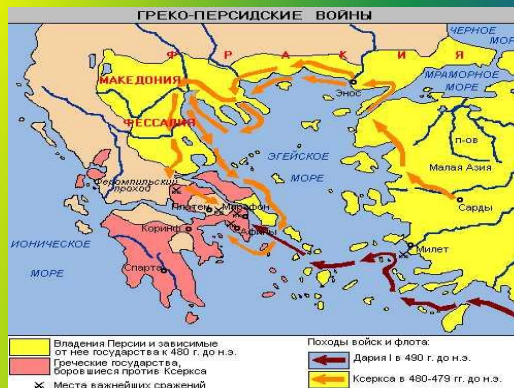 ГРЕКО-ПЕРСИДСКИЕ ВОЙНЫ
ЧЕРНОЕ
МОРЕ
Ф Р А К И Я
МАКЕДОНИЯ
МРАМОРНОЕ
МОРЕ
Энос
ФЕССАЛИЯ
П-ОВ
Малая Азия
ЭГЕЙСКОЕ
МОРЕ
Фермопильский
проход
Сарды
Платеи
Марафон
Афины
Коринф
Милет
ИОНИЧЕСКОЕ
МОРЕ
Спарта
Владения Персии и зависимые
от нее государства к 480 г. до н.э.
Греческие государства,
боровшиеся против Ксеркса
Места важнейших сражений
Походы войск и флота:
Дария I в 490 г. до н.э.
Ксеркса в 480-479 гг. до н.э.